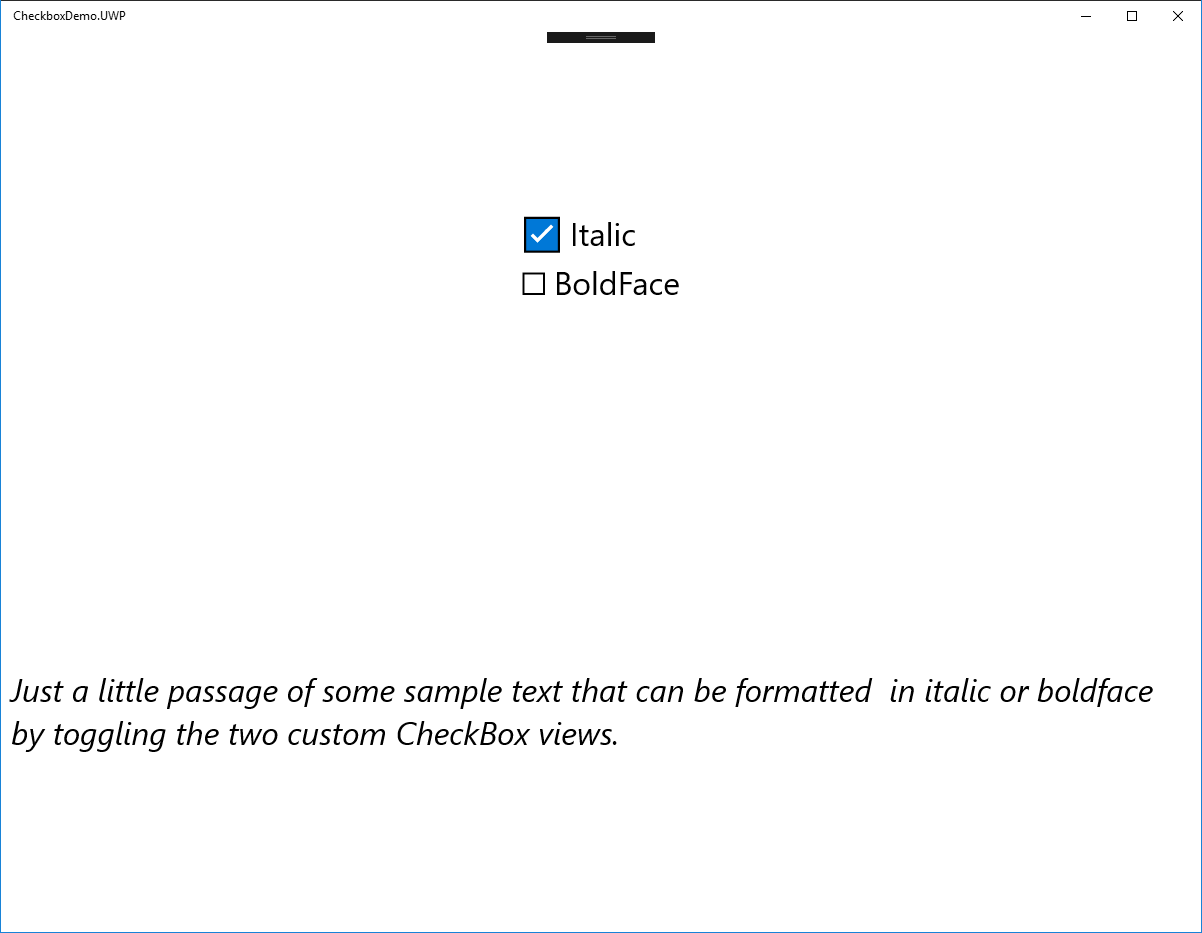 CheckboxDemo.UWP
Italic
BoldFace
Just a little passage of some sample text that can be formatted  in italic or boldface
by toggling the two custom CheckBox views.